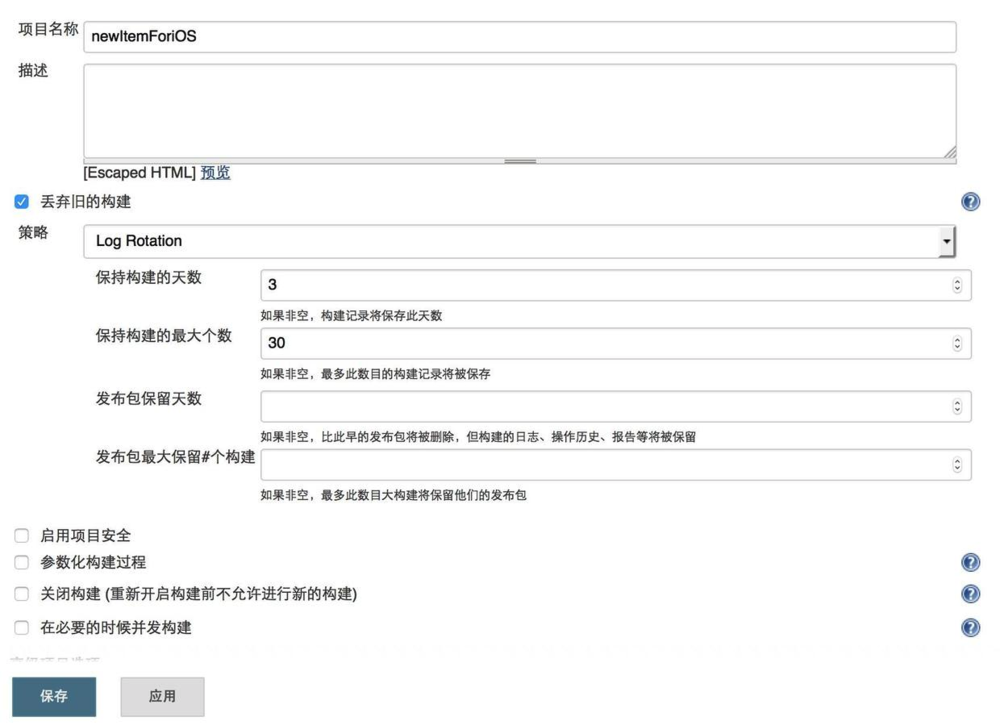 项目名称 newItemForiOS
描述
[Escaped HTML] 预览
丢弃旧的构建
策略 Log Rotation
保持构建的天数 3
如果非空，构建记录将保存此天数
保持构建的最大个数 30
如果非空，最多此数目的构建记录将被保存
发布包保留天数
如果非空，比此早的发布包将被删除，但构建的日志、操作历史、报告等将被保留
发布包最大保留#个构建
如果非空，最多此数目大构建将保留他们的发布包
启用项目安全
参数化构建过程
关闭构建 (重新开启构建前不允许进行新的构建)
在必要的时候并发构建
高级项目选项
保存 应用